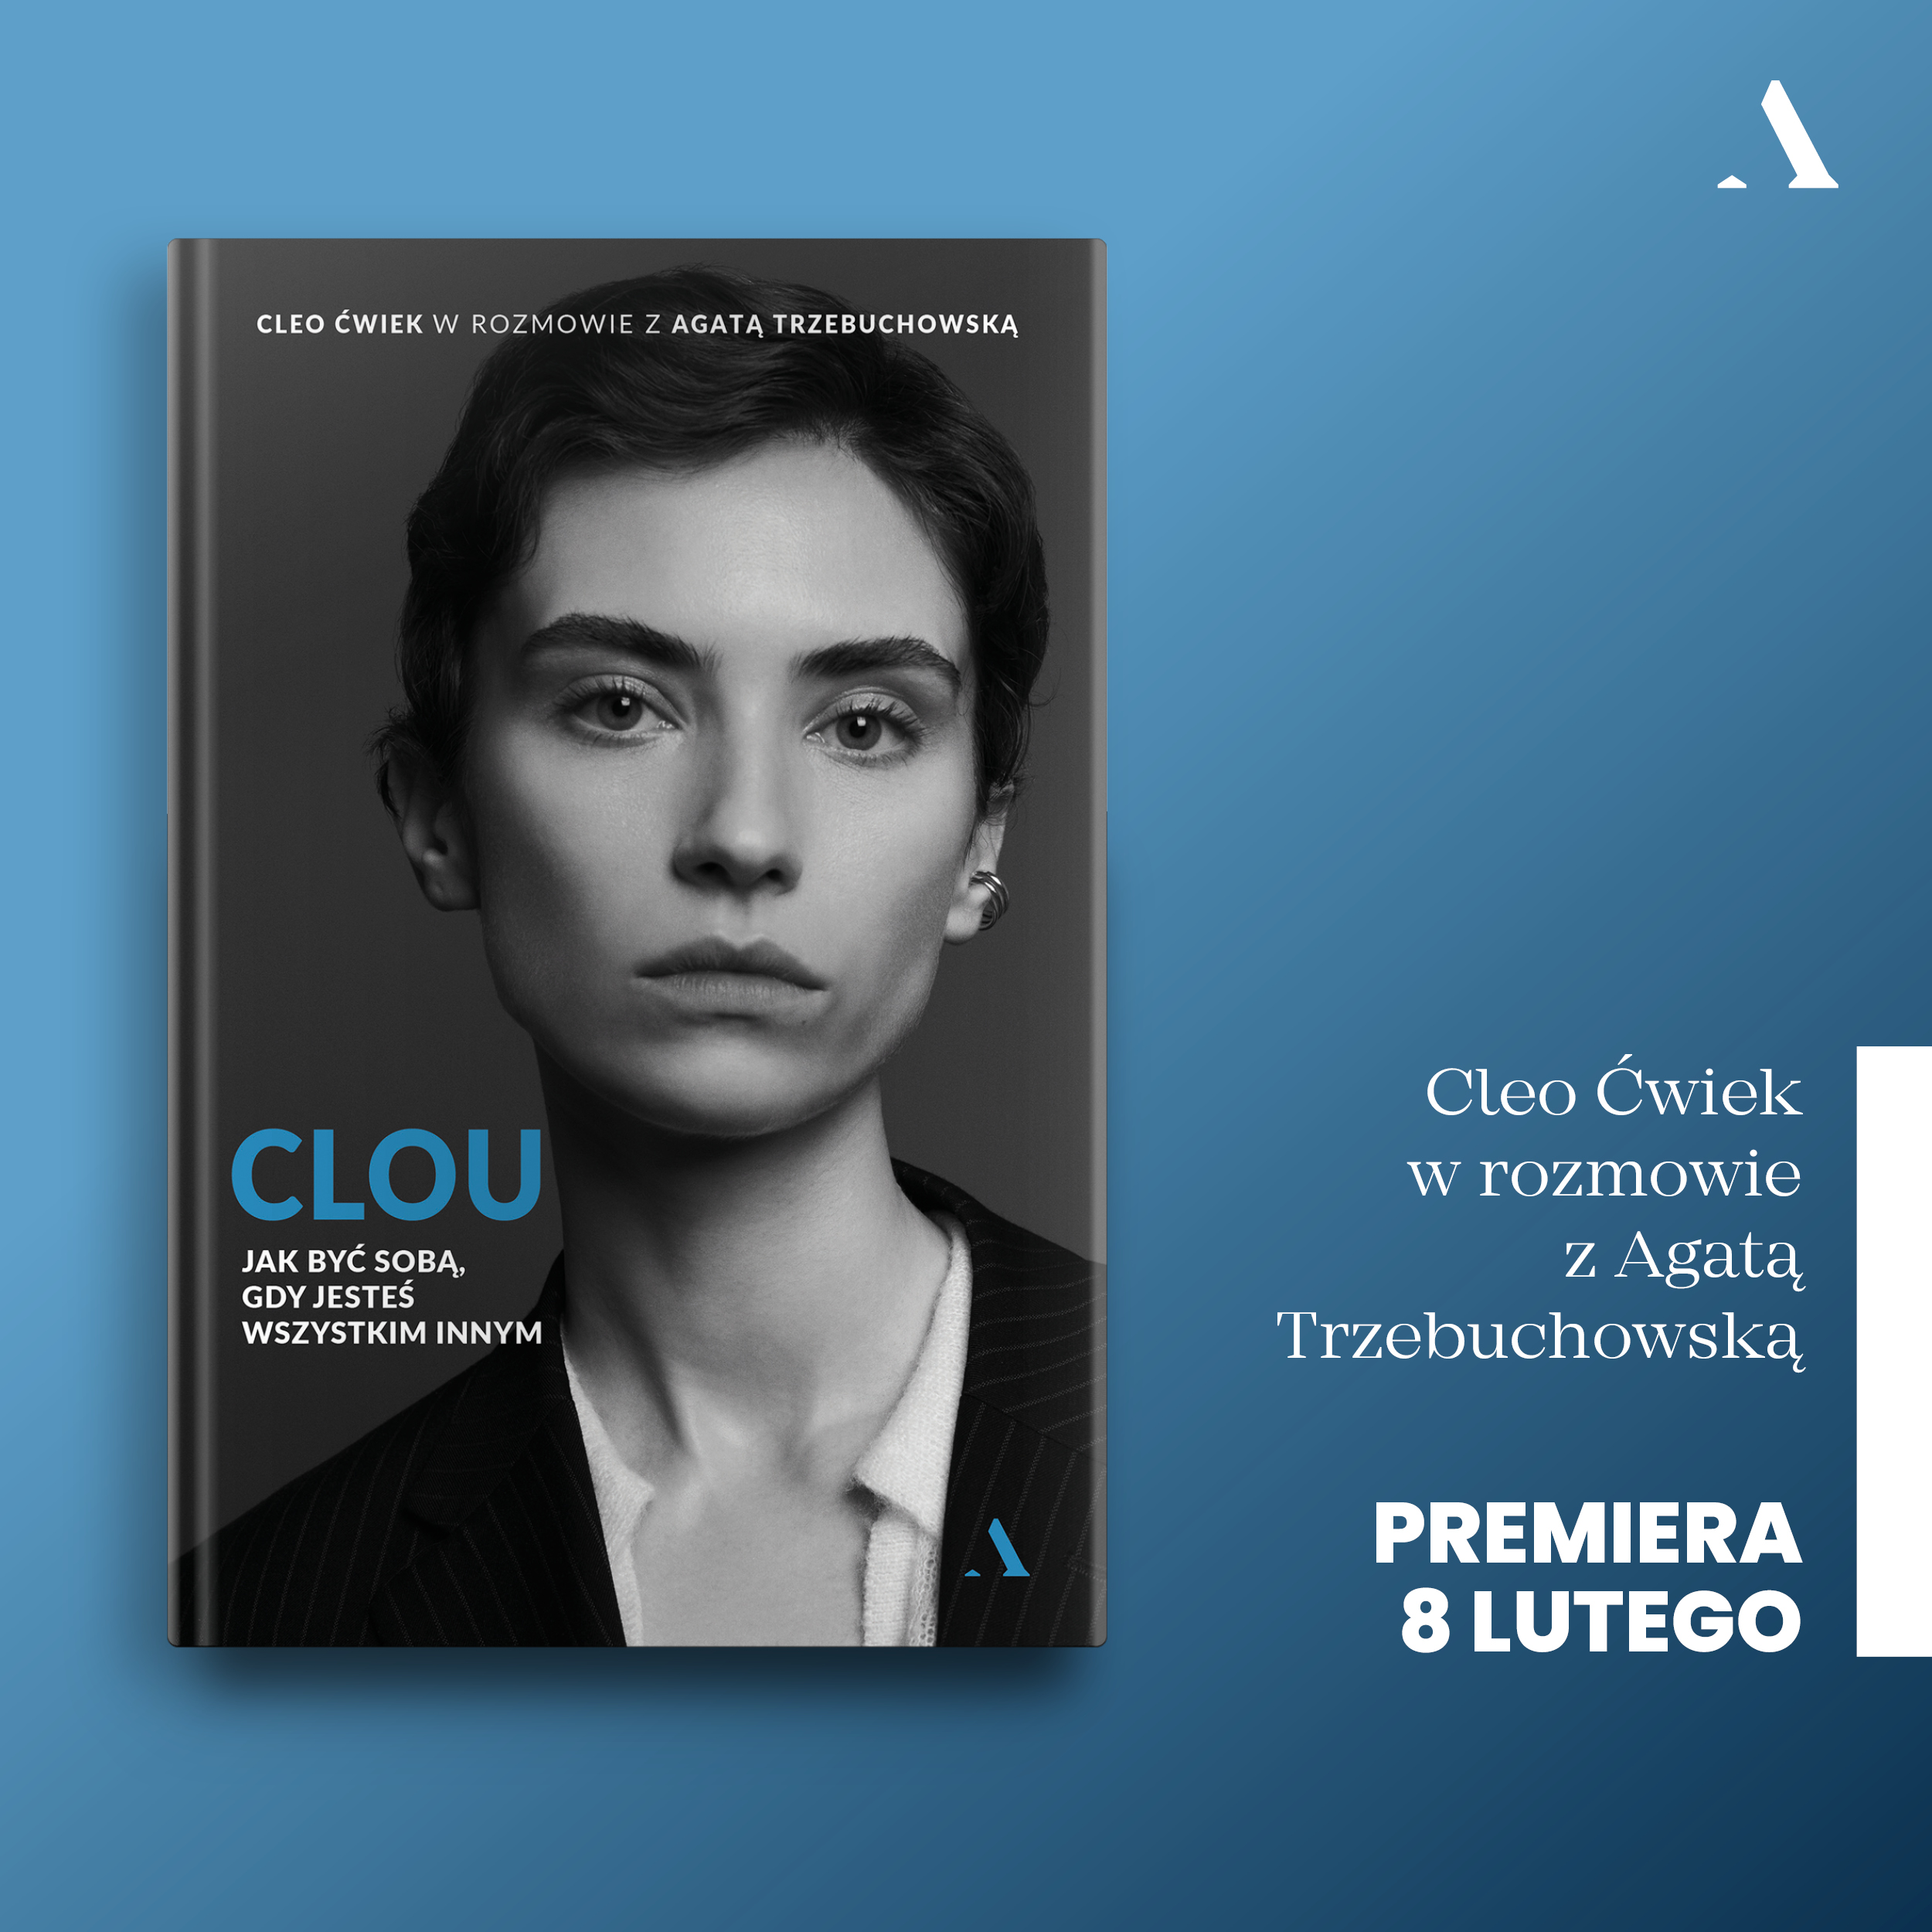 CLEO ĆWIEK W ROZMOWIE Z AGATĄ TRZEBUCHOWSKĄ
CLOU
JAK BYĆ SOBĄ,
GDY JESTEŚ
WSZYSTKIM INNYM
Cleo Ćwiek
w rozmowie
z Agatą
Trzebuchowską
PREMIERA
8 LUTEGO